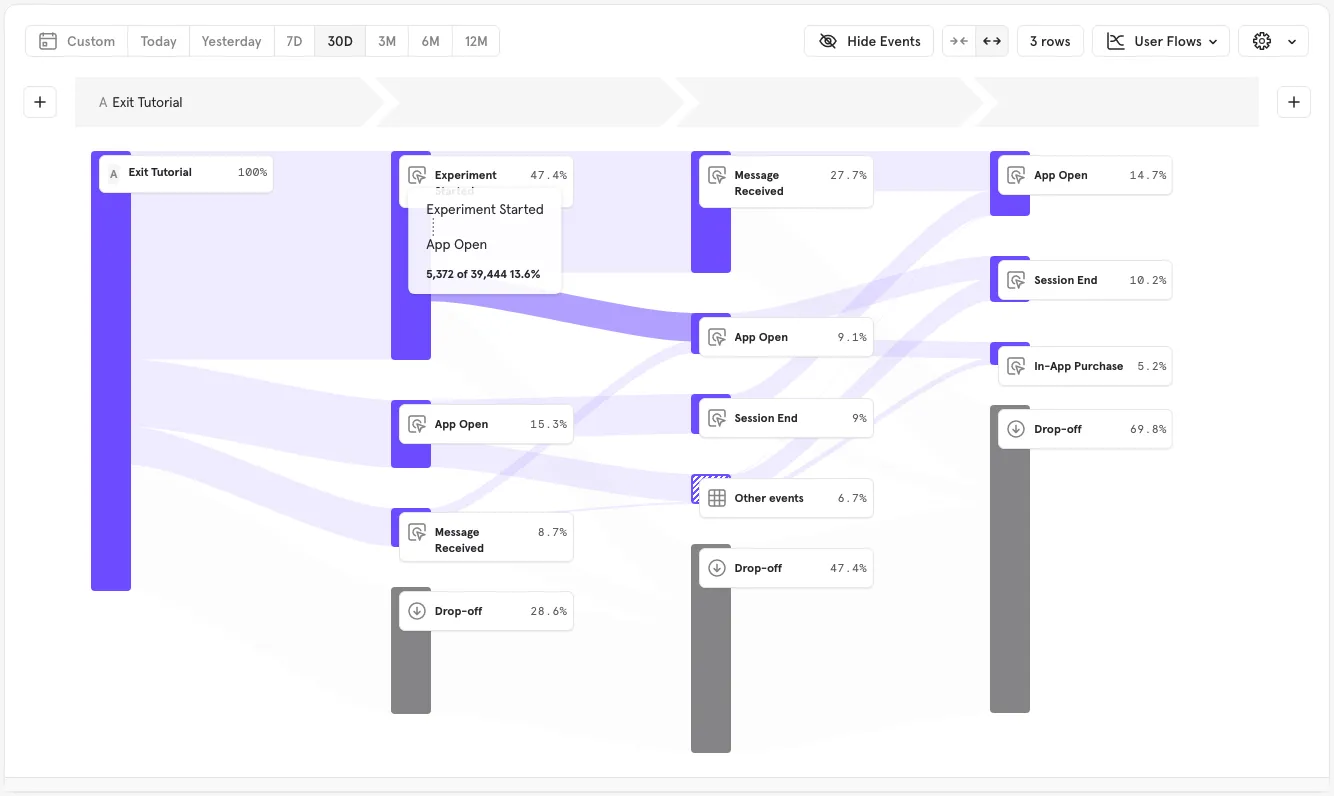 Custom Today Yesterday 7D 30D 3M 6M 12M Hide Events 3 rows User Flows
A Exit Tutorial
A Exit Tutorial 100%
Experiment Started 47.4%
Experiment Started
App Open
5,372 of 39,444 13.6%
App Open 15.3%
Message Received 8.7%
Drop-off 28.6%
Message Received 27.7%
App Open 9.1%
Session End 9%
Other events 6.7%
Drop-off 47.4%
App Open 14.7%
Session End 10.2%
In-App Purchase 5.2%
Drop-off 69.8%